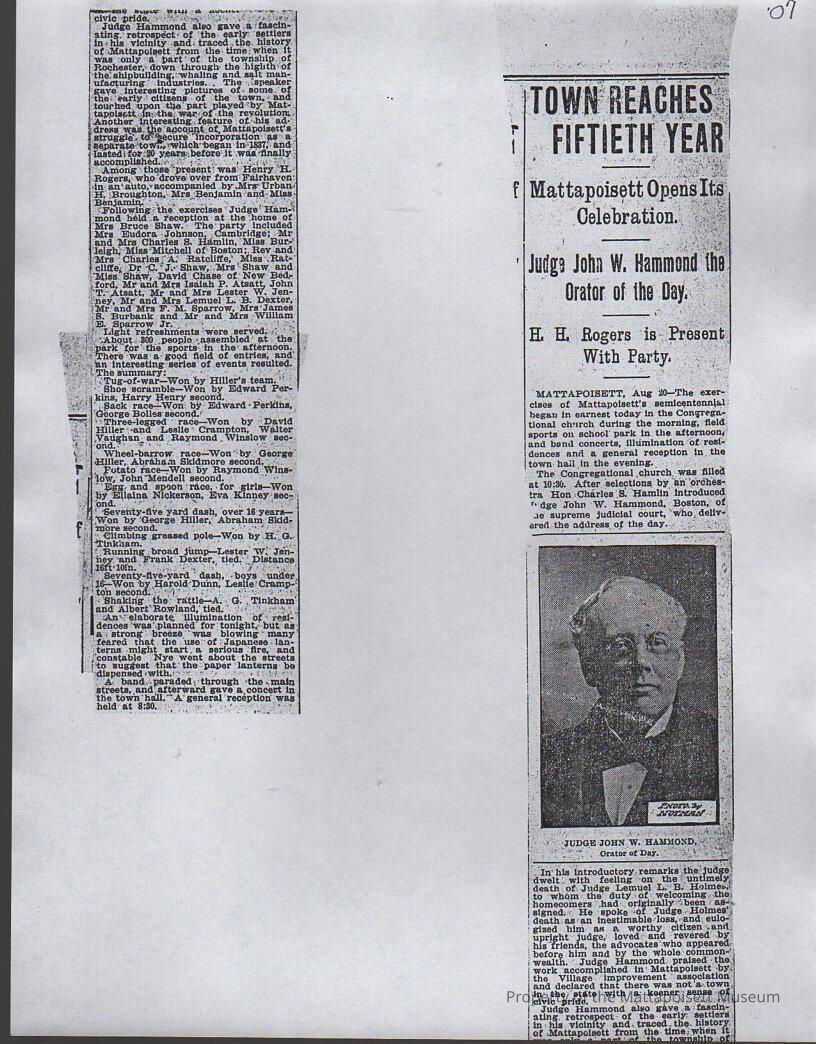 civic pride.
Judge Hammond also gave a fascin-
ating retrospect of the early settlers
in his vicinity and traced the history
of Mattapoisett from the time when it
was only a part of the township of
Rochester, down through the highth of
the shipbuilding, whaling and salt man-
ufacturing industries. The speaker
gave interesting pictures of some of
the early citizens of the town, and
touched upon the part played by Mat-
tapoisett in the war of the revolution.
Another interesting feature of his ad-
dress was the account of Mattapoisett's
struggle to secure incorporation as a
separate town, which began in 1837, and
lasted for 20 years before it was finally
accomplished.
Among those present was Henry H.
Rogers, who drove over from Fairhaven
in an auto, accompanied by Mrs Urban
H. Broughton, Mrs Benjamin and Miss
Benjamin.
Following the exercises Judge Ham-
mond held a reception at the home of
Mrs Bruce Shaw. The party included
Mrs Eudora Johnson, Cambridge; Mr
and Mrs Charles S. Hamlin, Miss Bur-
leigh, Miss Mitchell of Boston; Rev and
Mrs Charles A. Ratcliffe, Miss Rat-
cliffe, Dr C. J. Shaw, Mrs Shaw and
Miss Shaw, David Chase of New Bed-
ford, Mr and Mrs Isaiah P. Atsatt, John
T. Atsatt, Mr and Mrs Lester W. Jen-
ney, Mr and Mrs Lemuel L. B. Dexter,
Mr and Mrs F. M. Sparrow, Mrs James
S. Burbank and Mr and Mrs William
E. Sparrow Jr.
Light refreshments were served.
About 300 people assembled at the
park for the sports in the afternoon.
There was a good field of entries, and
an interesting series of events resulted.
The summary:
Tug-of-war—Won by Hiller's team.
Shoe scramble—Won by Edward Per-
kins, Harry Henry second.
Sack race—Won by Edward Perkins,
George Bolles second.
Three-legged race—Won by David
Hiller and Leslie Crampton, Walter
Vaughan and Raymond Winslow sec-
ond.
Wheel-barrow race—Won by George
Hiller, Abraham Skidmore second.
Potato race—Won by Raymond Wins-
low, John Mendell second.
Egg and spoon race, for girls—Won
by Ellaina Nickerson, Eva Kinney sec-
ond.
Seventy-five yard dash, over 16 years—
Won by George Hiller, Abraham Skid-
more second.
Climbing greased pole—Won by H. G.
Tinkham.
Running broad jump—Lester W. Jen-
ney and Frank Dexter, tied. Distance
16ft 10in.
Seventy-five-yard dash, boys under
16—Won by Harold Dunn, Leslie Cramp-
ton second.
Shaking the rattle—A. G. Tinkham
and Albert Rowland, tied.
An elaborate illumination of resi-
dences was planned for tonight, but as
a strong breeze was blowing many
feared that the use of Japanese lan-
terns might start a serious fire, and
constable Nye went about the streets
to suggest that the paper lanterns be
dispensed with.
A band paraded through the main
streets, and afterward gave a concert in
the town hall. A general reception was
held at 8:30.
07
TOWN REACHES
FIFTIETH YEAR
Mattapoisett Opens Its
Celebration.
Judge John W. Hammond the
Orator of the Day.
H. H. Rogers is Present
With Party.
MATTAPOISETT, Aug 20—The exer-
cises of Mattapoisett's semicentennial
began in earnest today in the Congrega-
tional church during the morning, field
sports on school park in the afternoon,
and band concerts, illumination of resi-
dences and a general reception in the
town hall in the evening.
The Congregational church was filled
at 10:30. After selections by an orches-
tra Hon Charles S. Hamlin introduced
dge John W. Hammond, Boston, of
.e supreme judicial court, who deliv-
ered the address of the day.
PHOTO. by
NOTMAN
JUDGE JOHN W. HAMMOND,
Orator of Day.
In his introductory remarks the judge
dwelt with feeling on the untimely
death of Judge Lemuel L. B. Holmes,
to whom the duty of welcoming the
homecomers had originally been as-
signed. He spoke of Judge Holmes'
death as an inestimable loss, and eulo-
gized him as a worthy citizen and
upright judge, loved and revered by
his friends, the advocates who appeared
before him and by the whole common-
wealth. Judge Hammond praised the
work accomplished in Mattapoisett by
the Village improvement association
and declared that there was not a town
in the state with a keener sense of
civic pride.
Property of the Mattapoisett Museum
Judge Hammond also gave a fascin-
ating retrospect of the early settlers
in his vicinity and traced the history
of Mattapoisett from the time when it